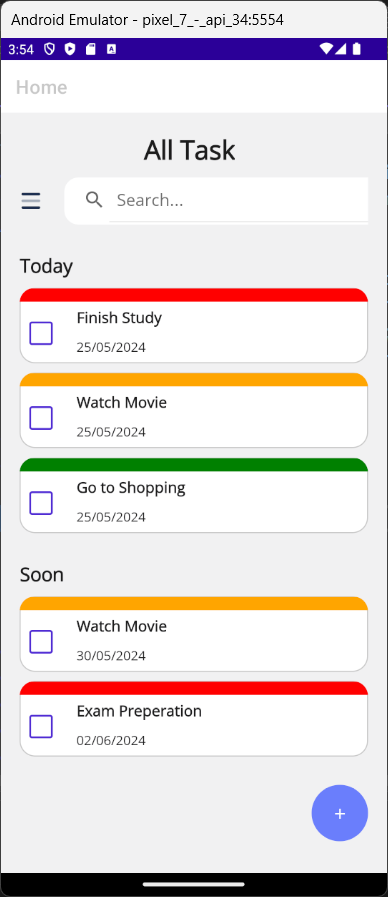 Android Emulator - pixel_7_-_api_34:5554
3:54
Home
All Task
Search...
Today
Finish Study
25/05/2024
Watch Movie
25/05/2024
Go to Shopping
25/05/2024
Soon
Watch Movie
30/05/2024
Exam Preperation
02/06/2024
+